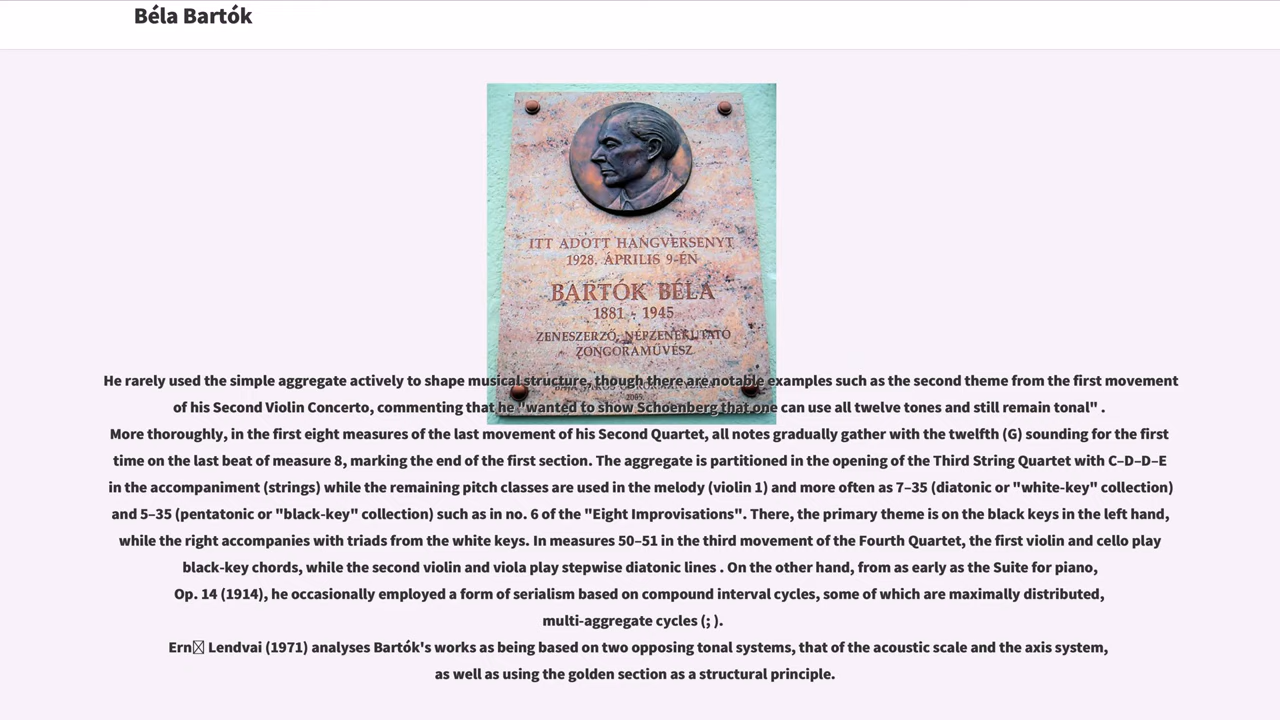 Béla Bartók
ITT ADOTT HANGVERSENYT
1928. ÁPRILIS 9-ÉN
BARTÓK BÉLA
1881 - 1945
ZENESZERZŐ, NÉPZENEKUTATÓ
ZONGORAMŰVÉSZ
He rarely used the simple aggregate actively to shape musical structure, though there are notable examples such as the second theme from the first movement
2005.
of his Second Violin Concerto, commenting that he "wanted to show Schoenberg that one can use all twelve tones and still remain tonal" .
More thoroughly, in the first eight measures of the last movement of his Second Quartet, all notes gradually gather with the twelfth (G) sounding for the first
time on the last beat of measure 8, marking the end of the first section. The aggregate is partitioned in the opening of the Third String Quartet with C–D–D–E
in the accompaniment (strings) while the remaining pitch classes are used in the melody (violin 1) and more often as 7–35 (diatonic or "white-key" collection)
and 5–35 (pentatonic or "black-key" collection) such as in no. 6 of the "Eight Improvisations". There, the primary theme is on the black keys in the left hand,
while the right accompanies with triads from the white keys. In measures 50–51 in the third movement of the Fourth Quartet, the first violin and cello play
black-key chords, while the second violin and viola play stepwise diatonic lines . On the other hand, from as early as the Suite for piano,
Op. 14 (1914), he occasionally employed a form of serialism based on compound interval cycles, some of which are maximally distributed,
multi-aggregate cycles (; ).
Ern Lendvai (1971) analyses Bartók's works as being based on two opposing tonal systems, that of the acoustic scale and the axis system,
as well as using the golden section as a structural principle.